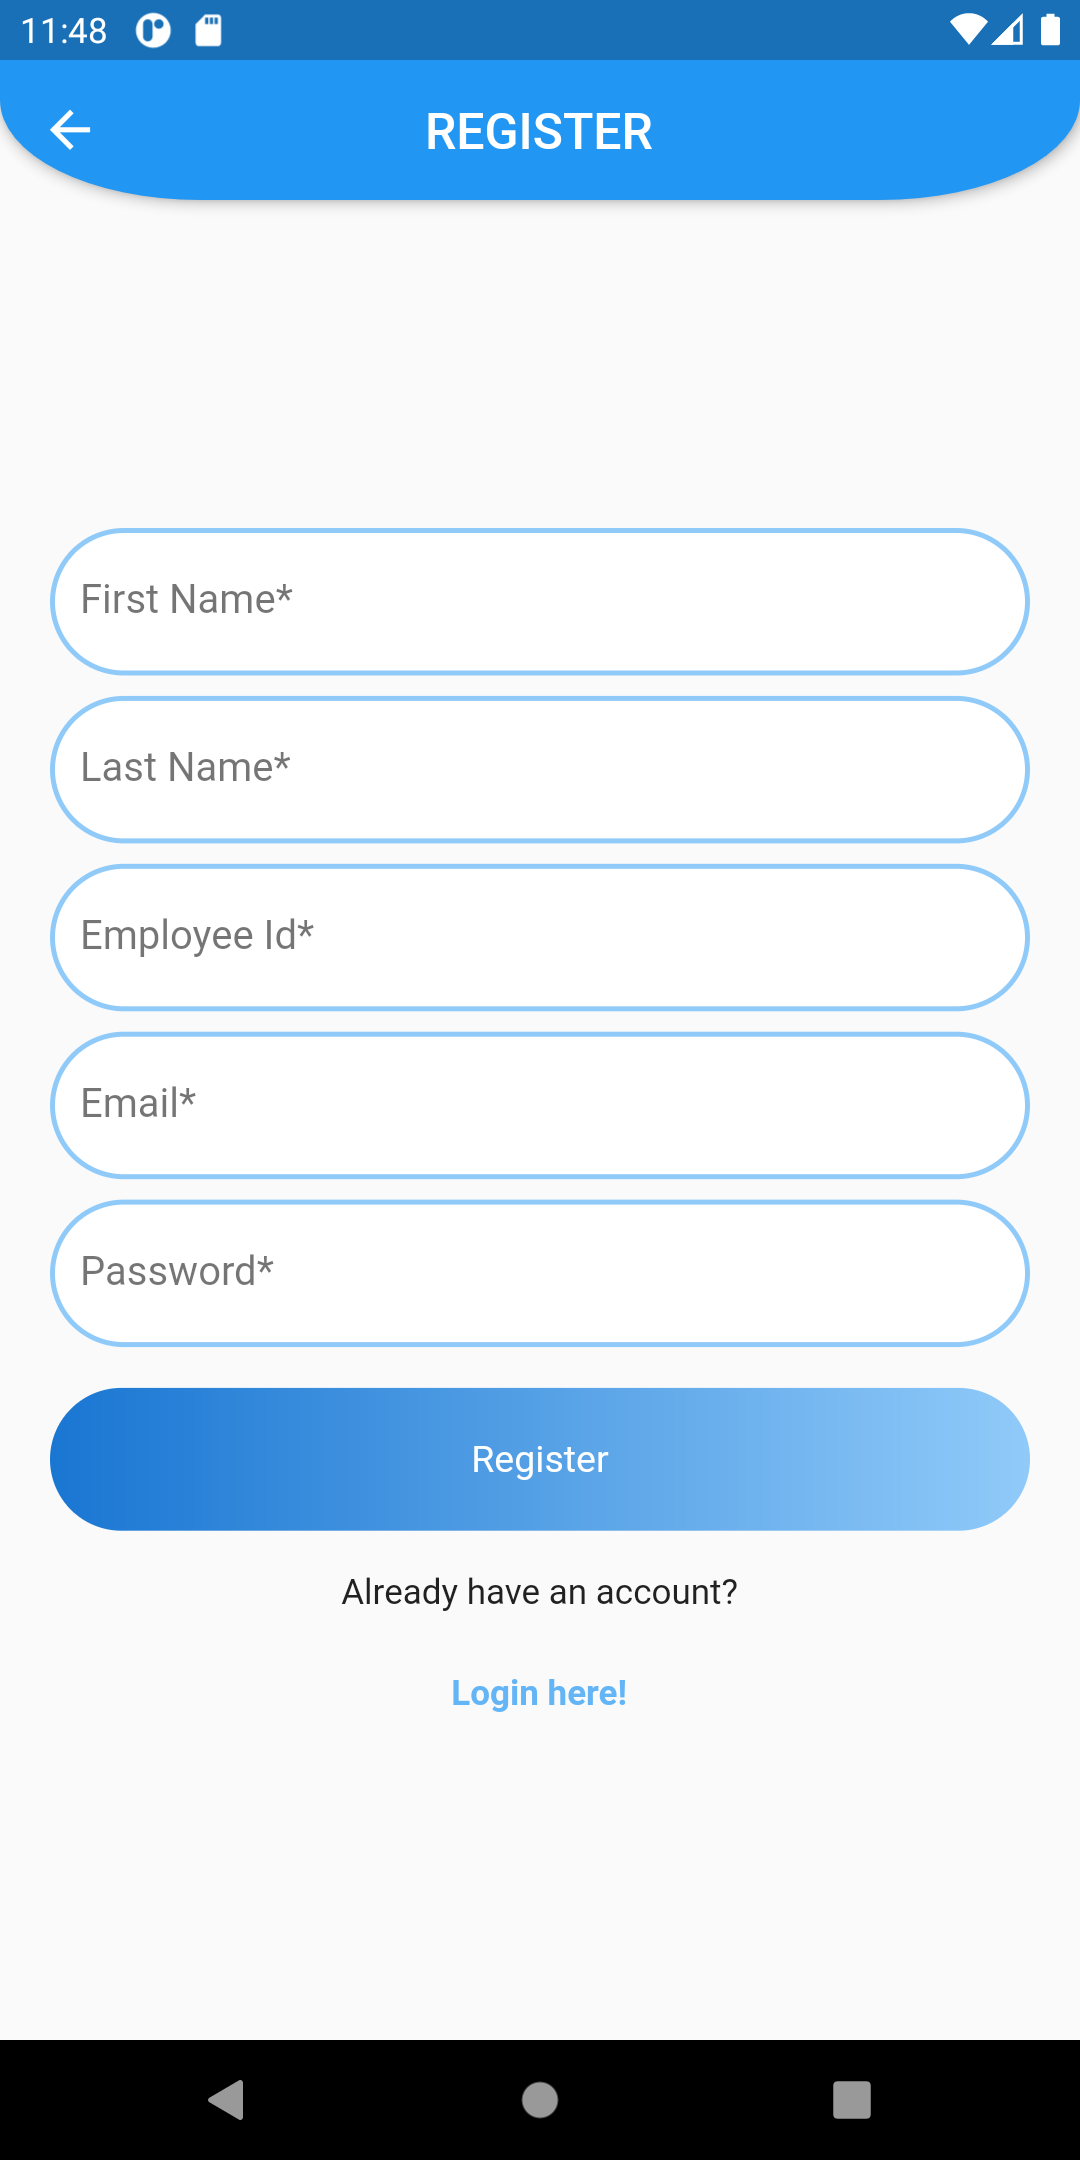 11:48
REGISTER
First Name*
Last Name*
Employee Id*
Email*
Password*
Register
Already have an account?
Login here!